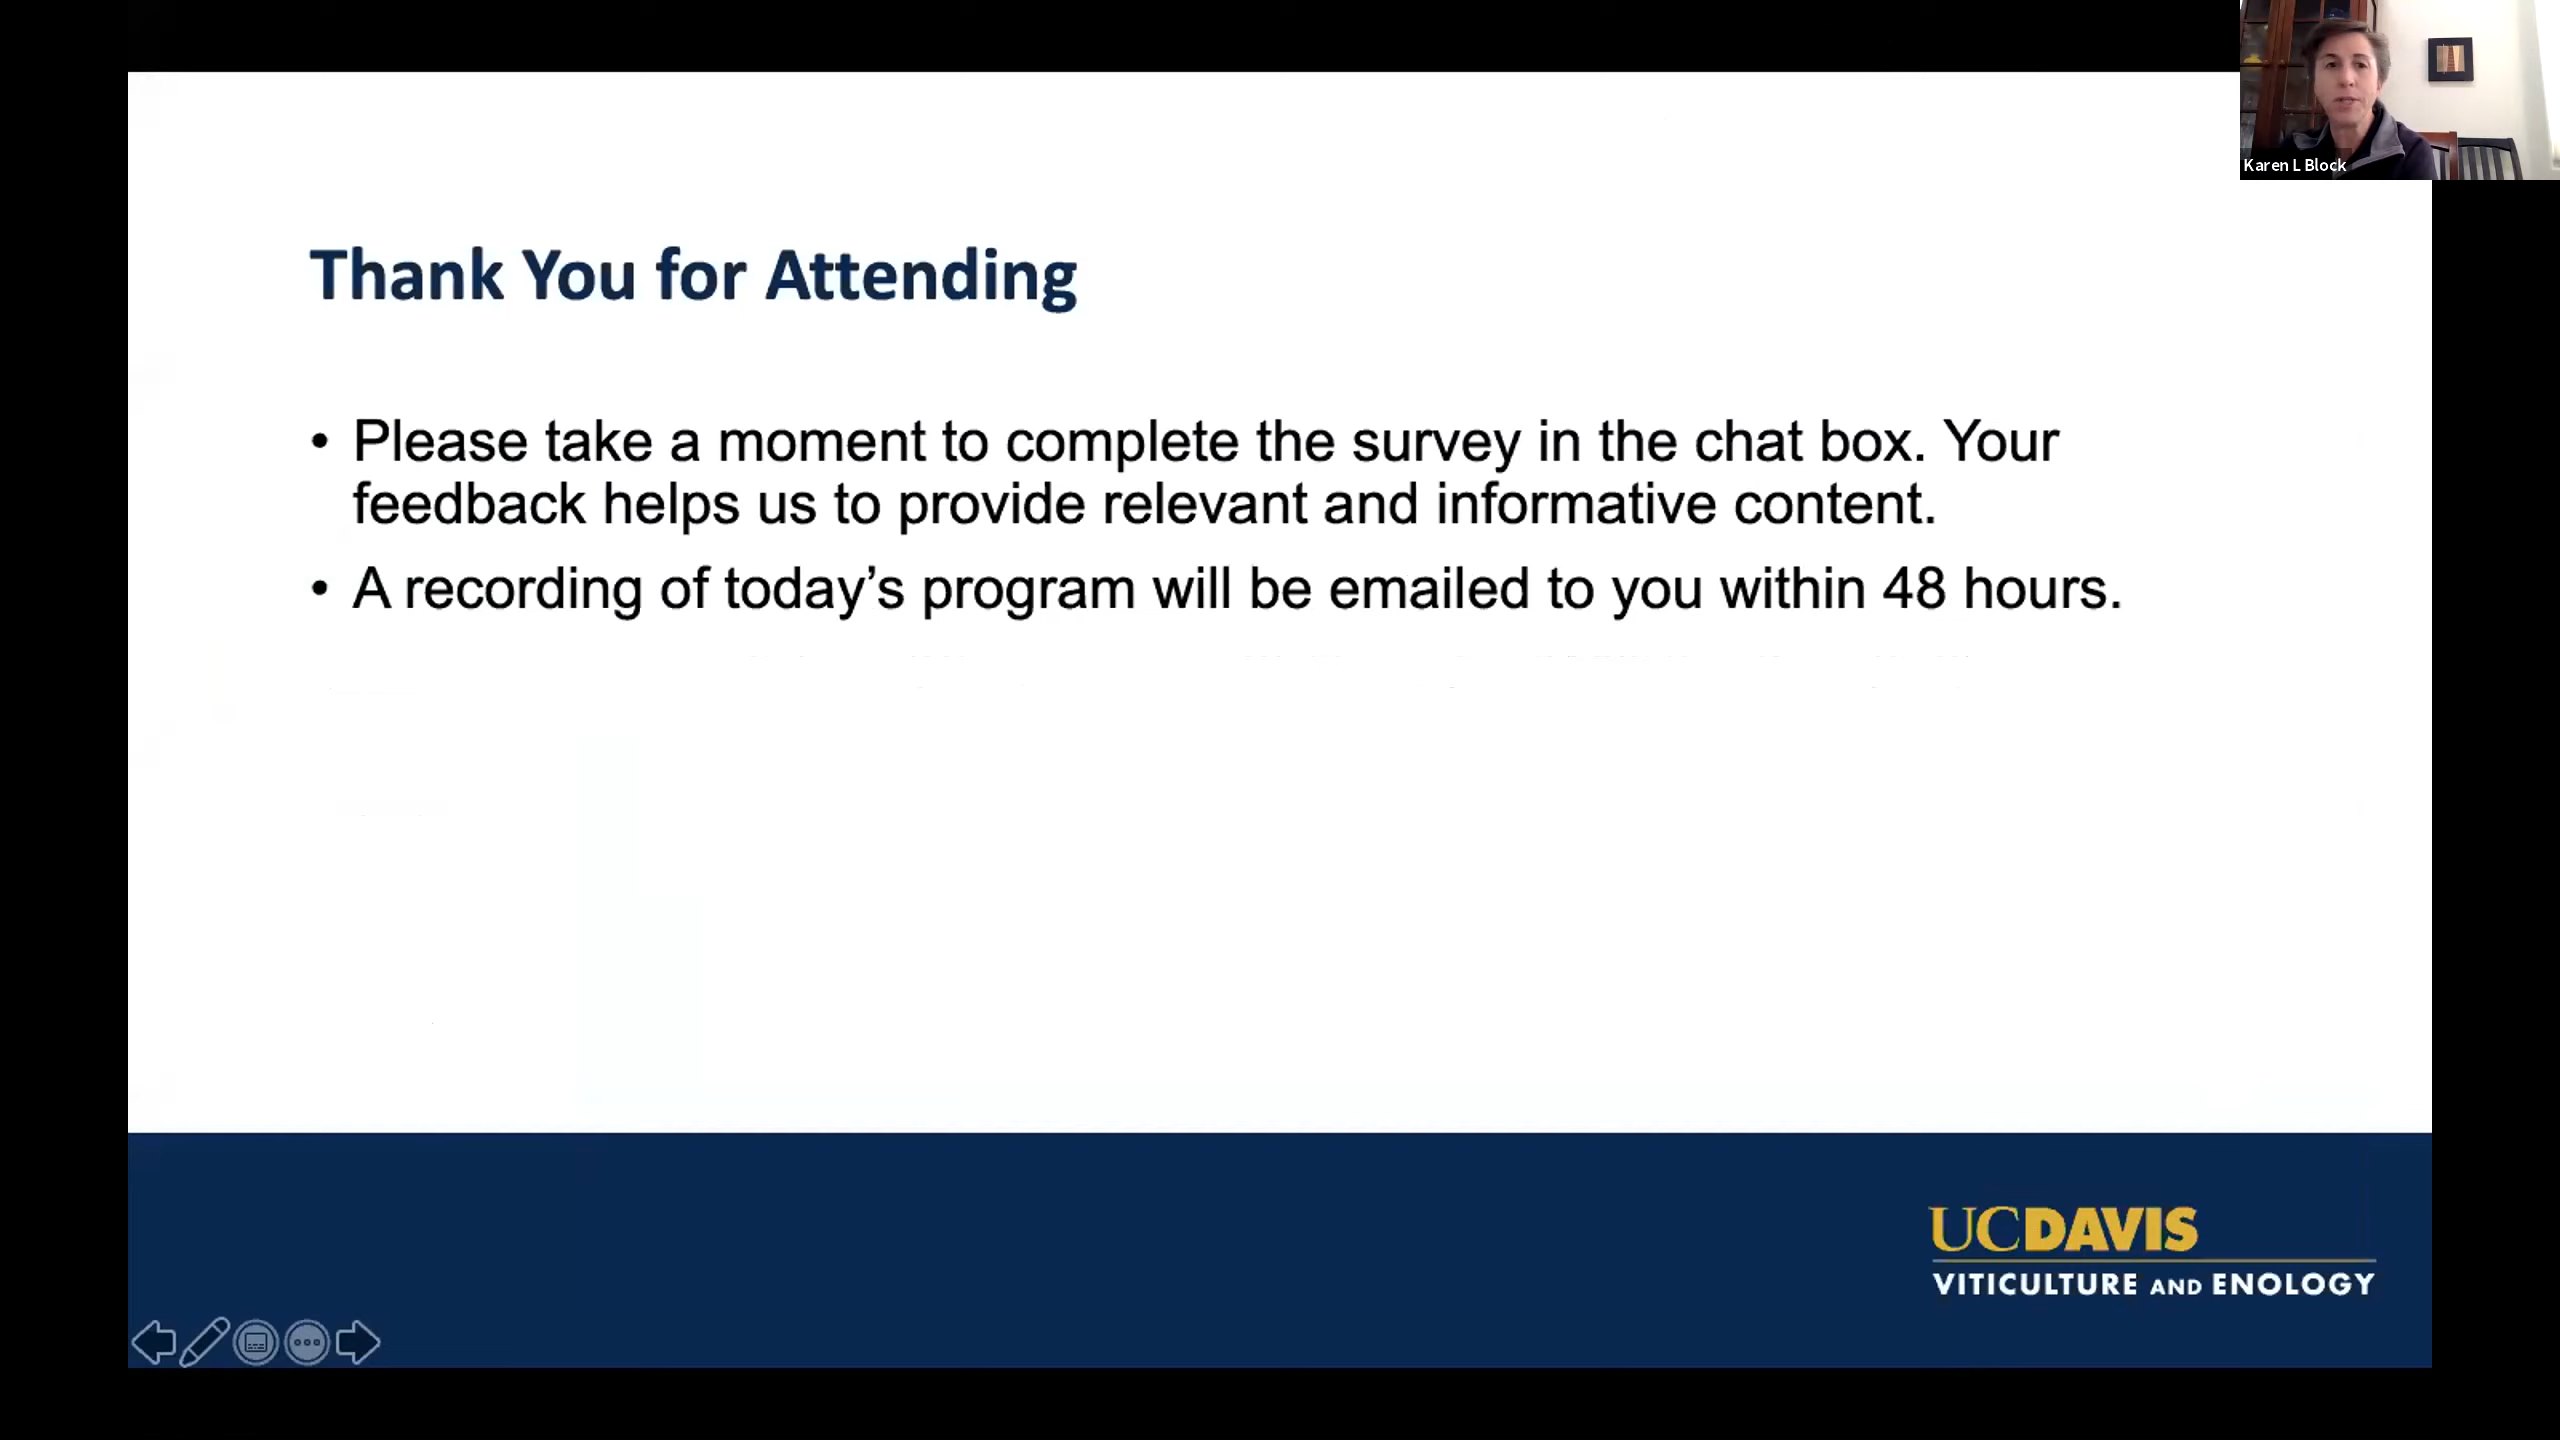 Karen L Block
Thank You for Attending
• Please take a moment to complete the survey in the chat box. Your
feedback helps us to provide relevant and informative content.
• A recording of today’s program will be emailed to you within 48 hours.
UCDAVIS
VITICULTURE AND ENOLOGY